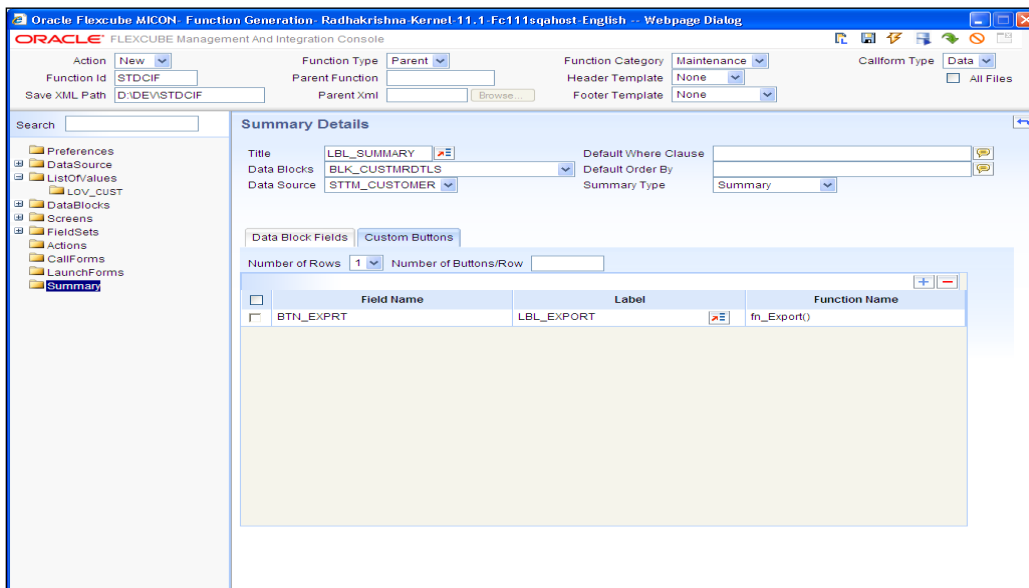 Oracle Flexcube MICON- Function Generation- Radhakrishna-Kernel-11.1-Fc111sqahost-English -- Webpage Dialog
ORACLE FLEXCUBE Management And Integration Console
Action New Function Type Parent Function Category Maintenance Callform Type Data
Function Id STDCIF Parent Function Header Template None All Files
Save XML Path D:\DEV\STDCIF Parent Xml Browse... Footer Template None
Search
Preferences
DataSource
ListOfValues
LOV_CUST
DataBlocks
Screens
FieldSets
Actions
CallForms
LaunchForms
Summary
Summary Details
Title LBL_SUMMARY Default Where Clause
Data Blocks BLK_CUSTMRDTLS Default Order By
Data Source STTM_CUSTOMER Summary Type Summary
Data Block Fields Custom Buttons
Number of Rows 1 Number of Buttons/Row
Field Name Label Function Name
BTN_EXPRT LBL_EXPORT fn_Export()